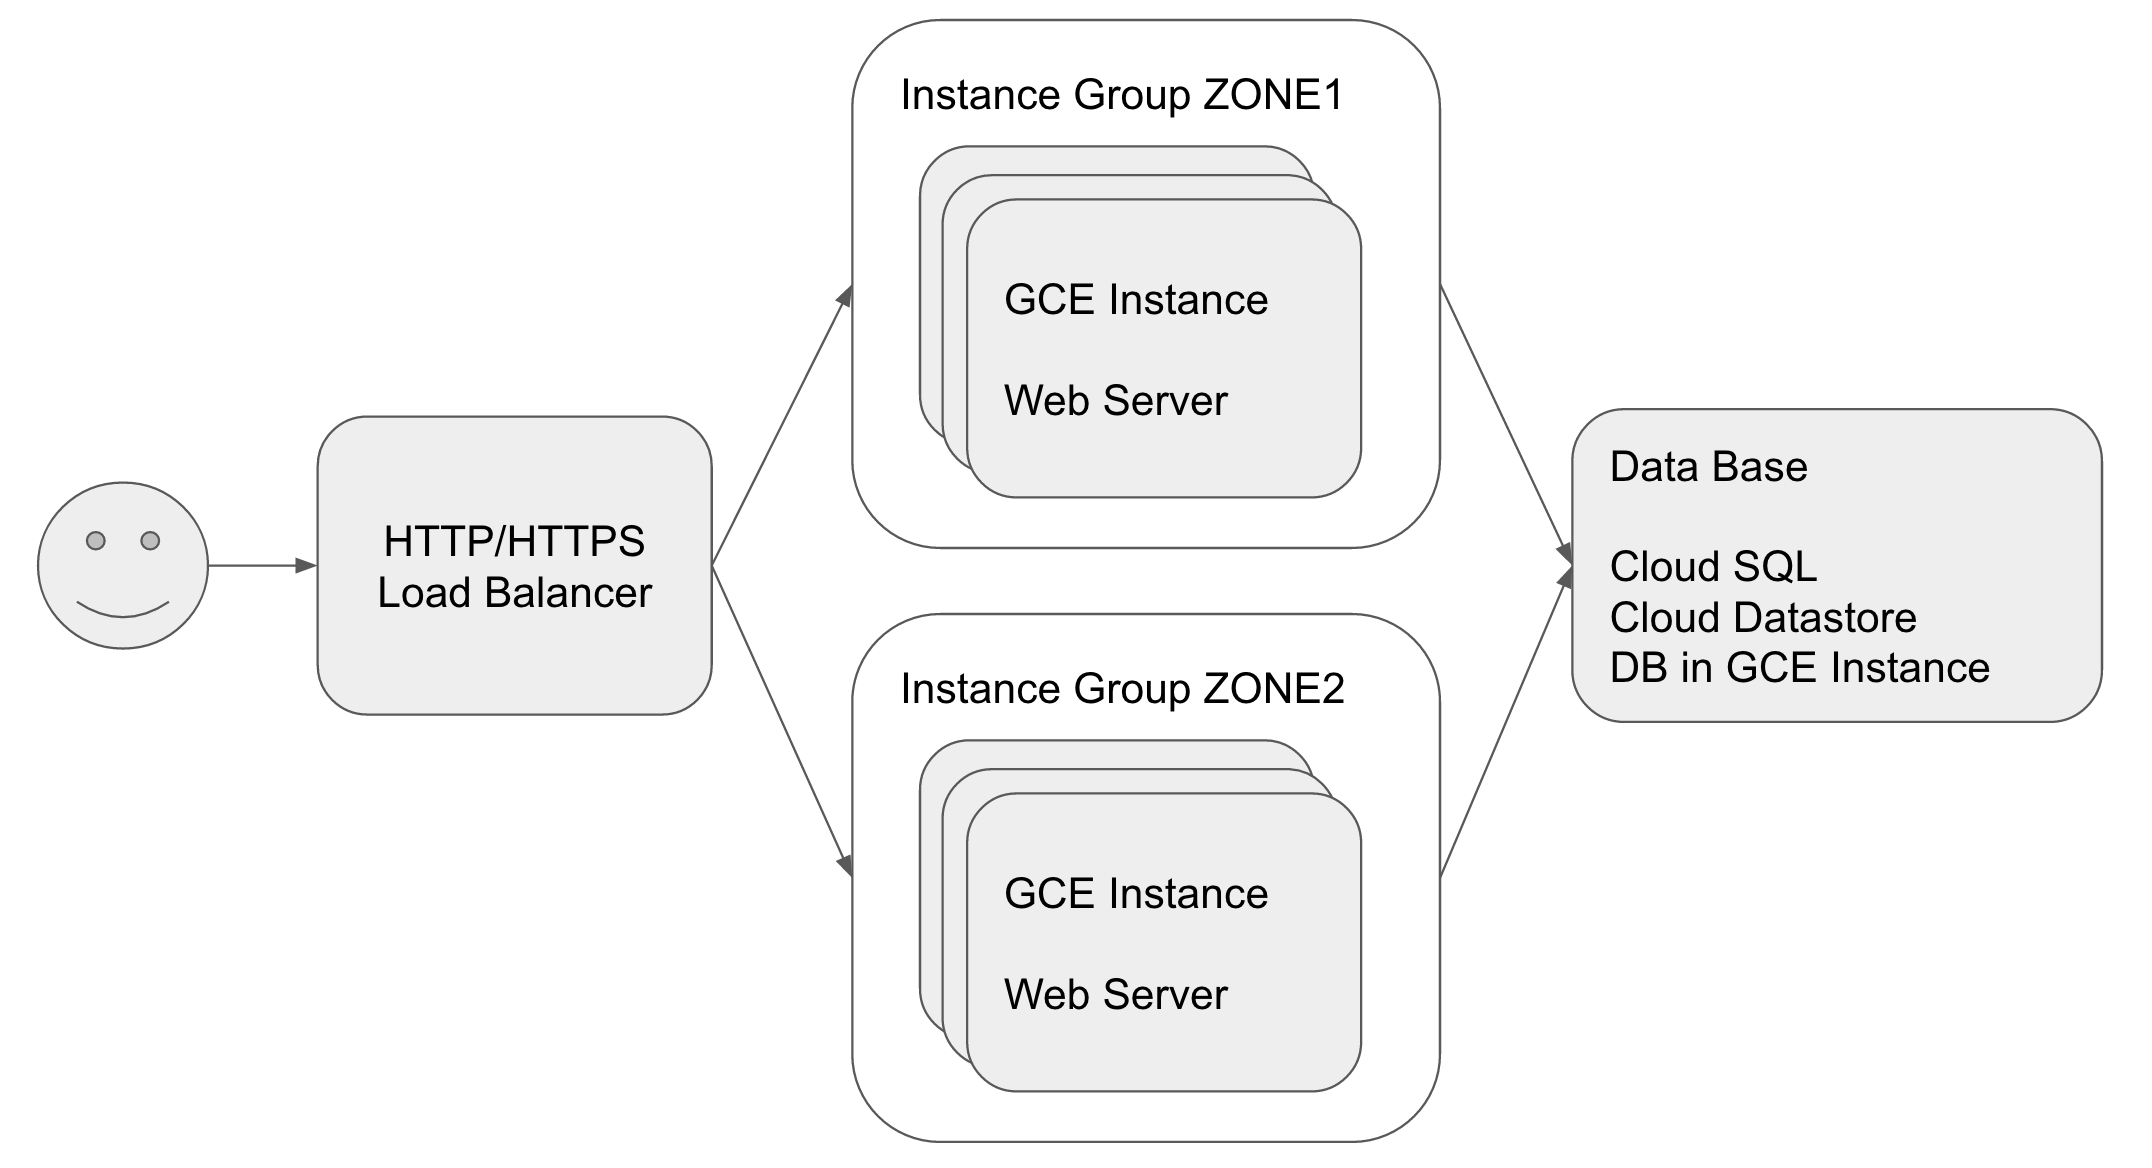 HTTP/HTTPS
Load Balancer
Instance Group ZONE1
GCE Instance
Web Server
Instance Group ZONE2
GCE Instance
Web Server
Data Base
Cloud SQL
Cloud Datastore
DB in GCE Instance